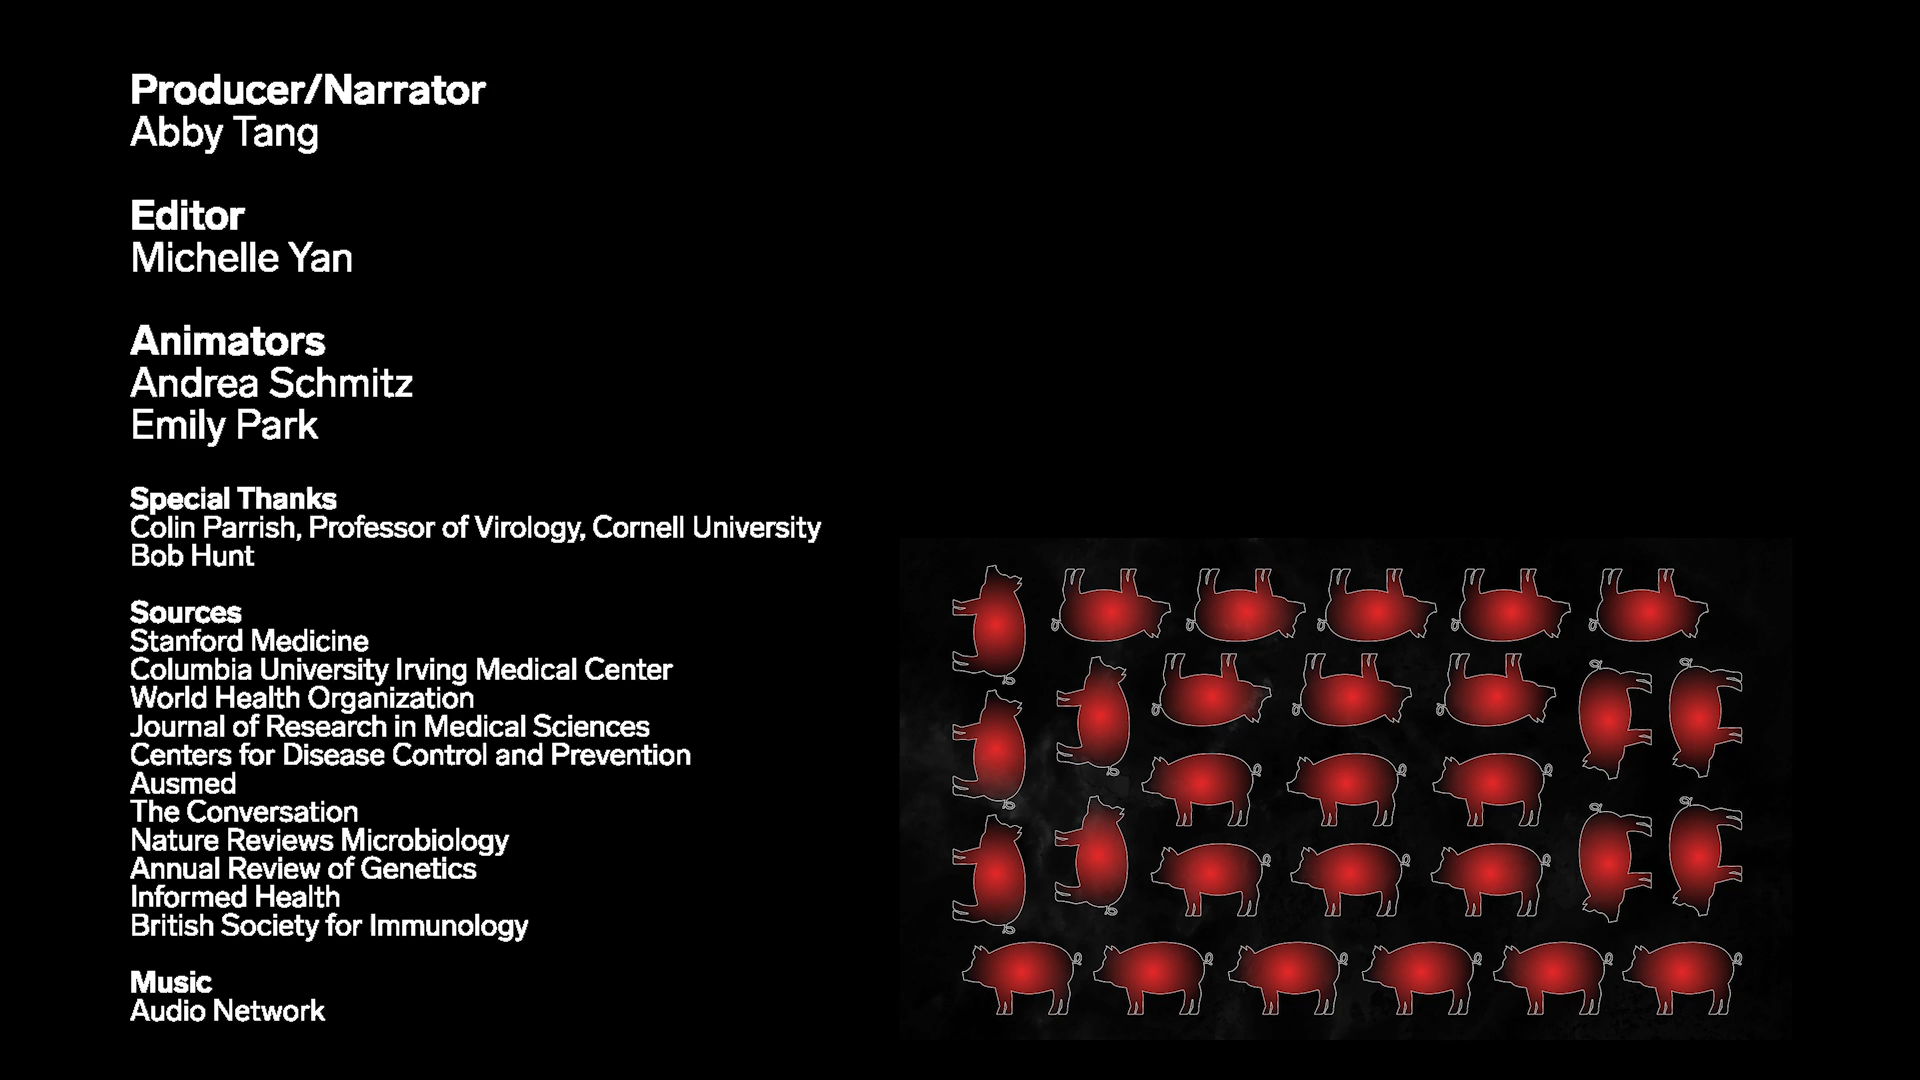 Producer/Narrator
Abby Tang
Editor
Michelle Yan
Animators
Andrea Schmitz
Emily Park
Special Thanks
Colin Parrish, Professor of Virology, Cornell University
Bob Hunt
Sources
Stanford Medicine
Columbia University Irving Medical Center
World Health Organization
Journal of Research in Medical Sciences
Centers for Disease Control and Prevention
Ausmed
The Conversation
Nature Reviews Microbiology
Annual Review of Genetics
Informed Health
British Society for Immunology
Music
Audio Network